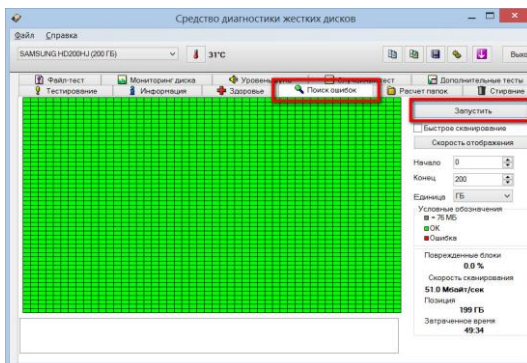 Средство диагностики жестких дисков
Файл Справка
SAMSUNG HD200HJ (200 ГБ) 31°C Выхо
Файл-тест Мониторинг диска Уровень тест Дополнительные тесты
Тестирование Информация Здоровье Поиск ошибок Расчет папок Стирание
Запустить
Быстрое сканирование
Скорость отображения
Начало 0
Конец 200
Единица ГБ
Условные обозначения
= 76 МБ
OK
Ошибка
Поврежденные блоки
0.0 %
Скорость сканирования
51.0 Мбайт/сек
Позиция
199 ГБ
Затраченное время
49:34